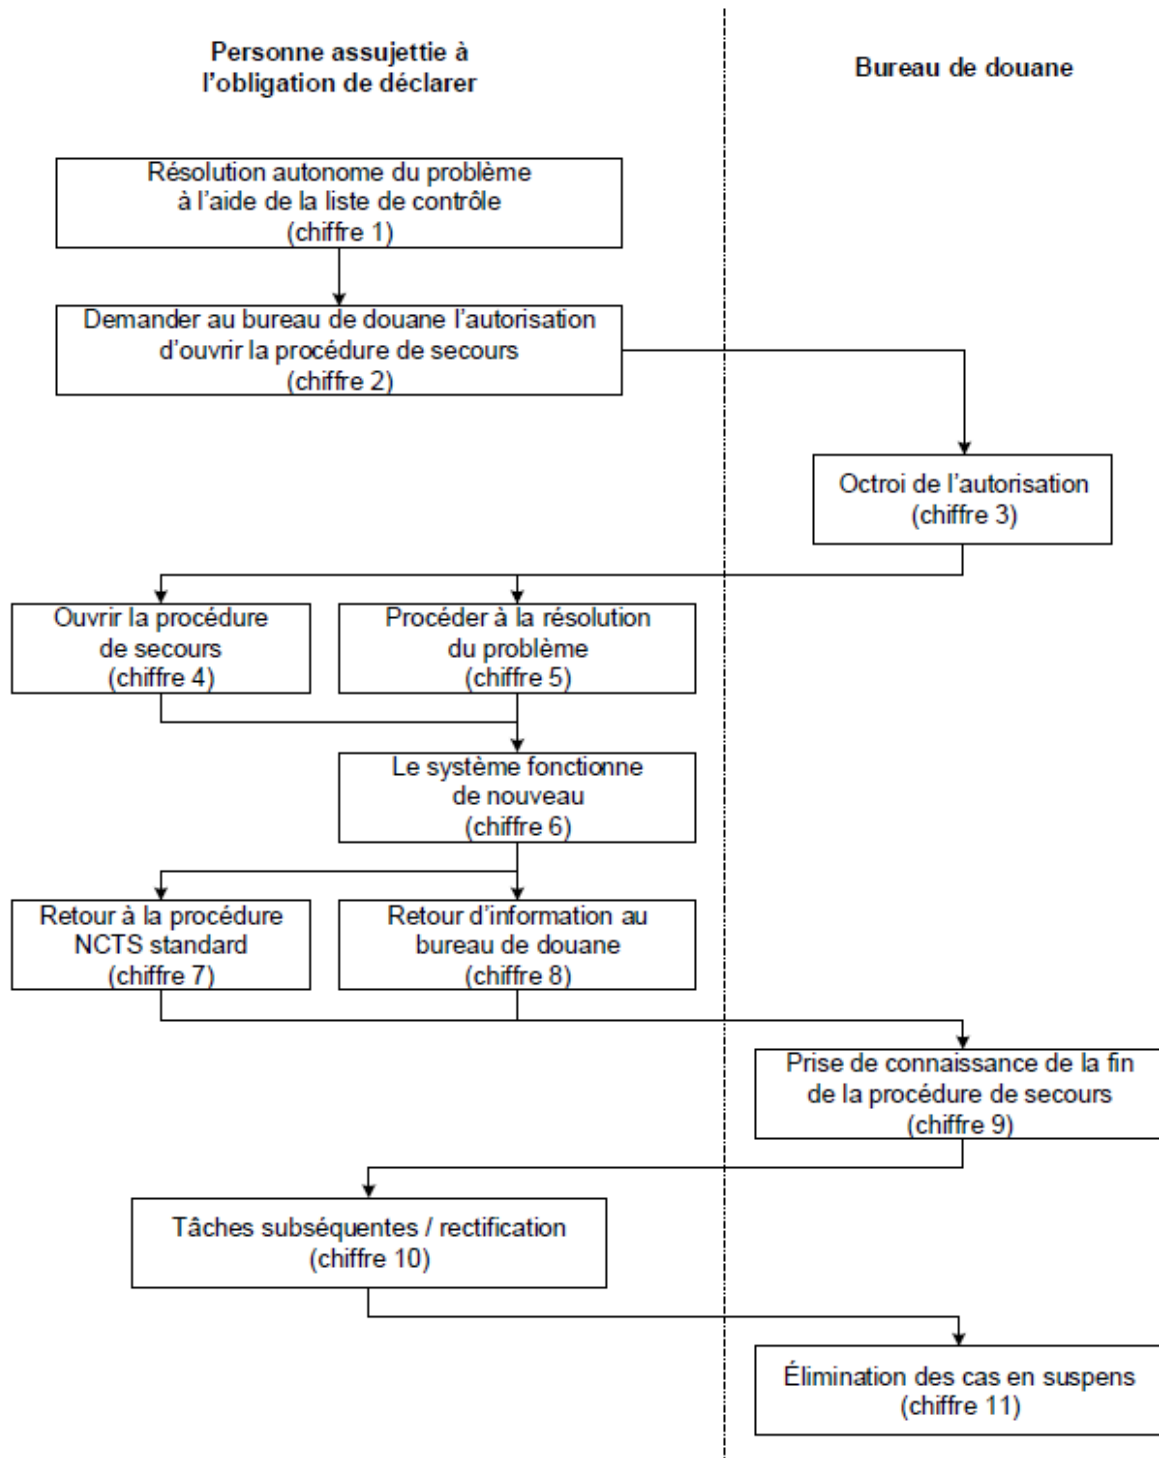 Personne assujettie à
l'obligation de déclarer
Bureau de douane
Résolution autonome du problème
à l'aide de la liste de contrôle
(chiffre 1)
Demander au bureau de douane l'autorisation
d'ouvrir la procédure de secours
(chiffre 2)
Octroi de l'autorisation
(chiffre 3)
Ouvrir la procédure
de secours
(chiffre 4)
Procéder à la résolution
du problème
(chiffre 5)
Le système fonctionne
de nouveau
(chiffre 6)
Retour à la procédure
NCTS standard
(chiffre 7)
Retour d'information au
bureau de douane
(chiffre 8)
Prise de connaissance de la fin
de la procédure de secours
(chiffre 9)
Tâches subséquentes / rectification
(chiffre 10)
Élimination des cas en suspens
(chiffre 11)